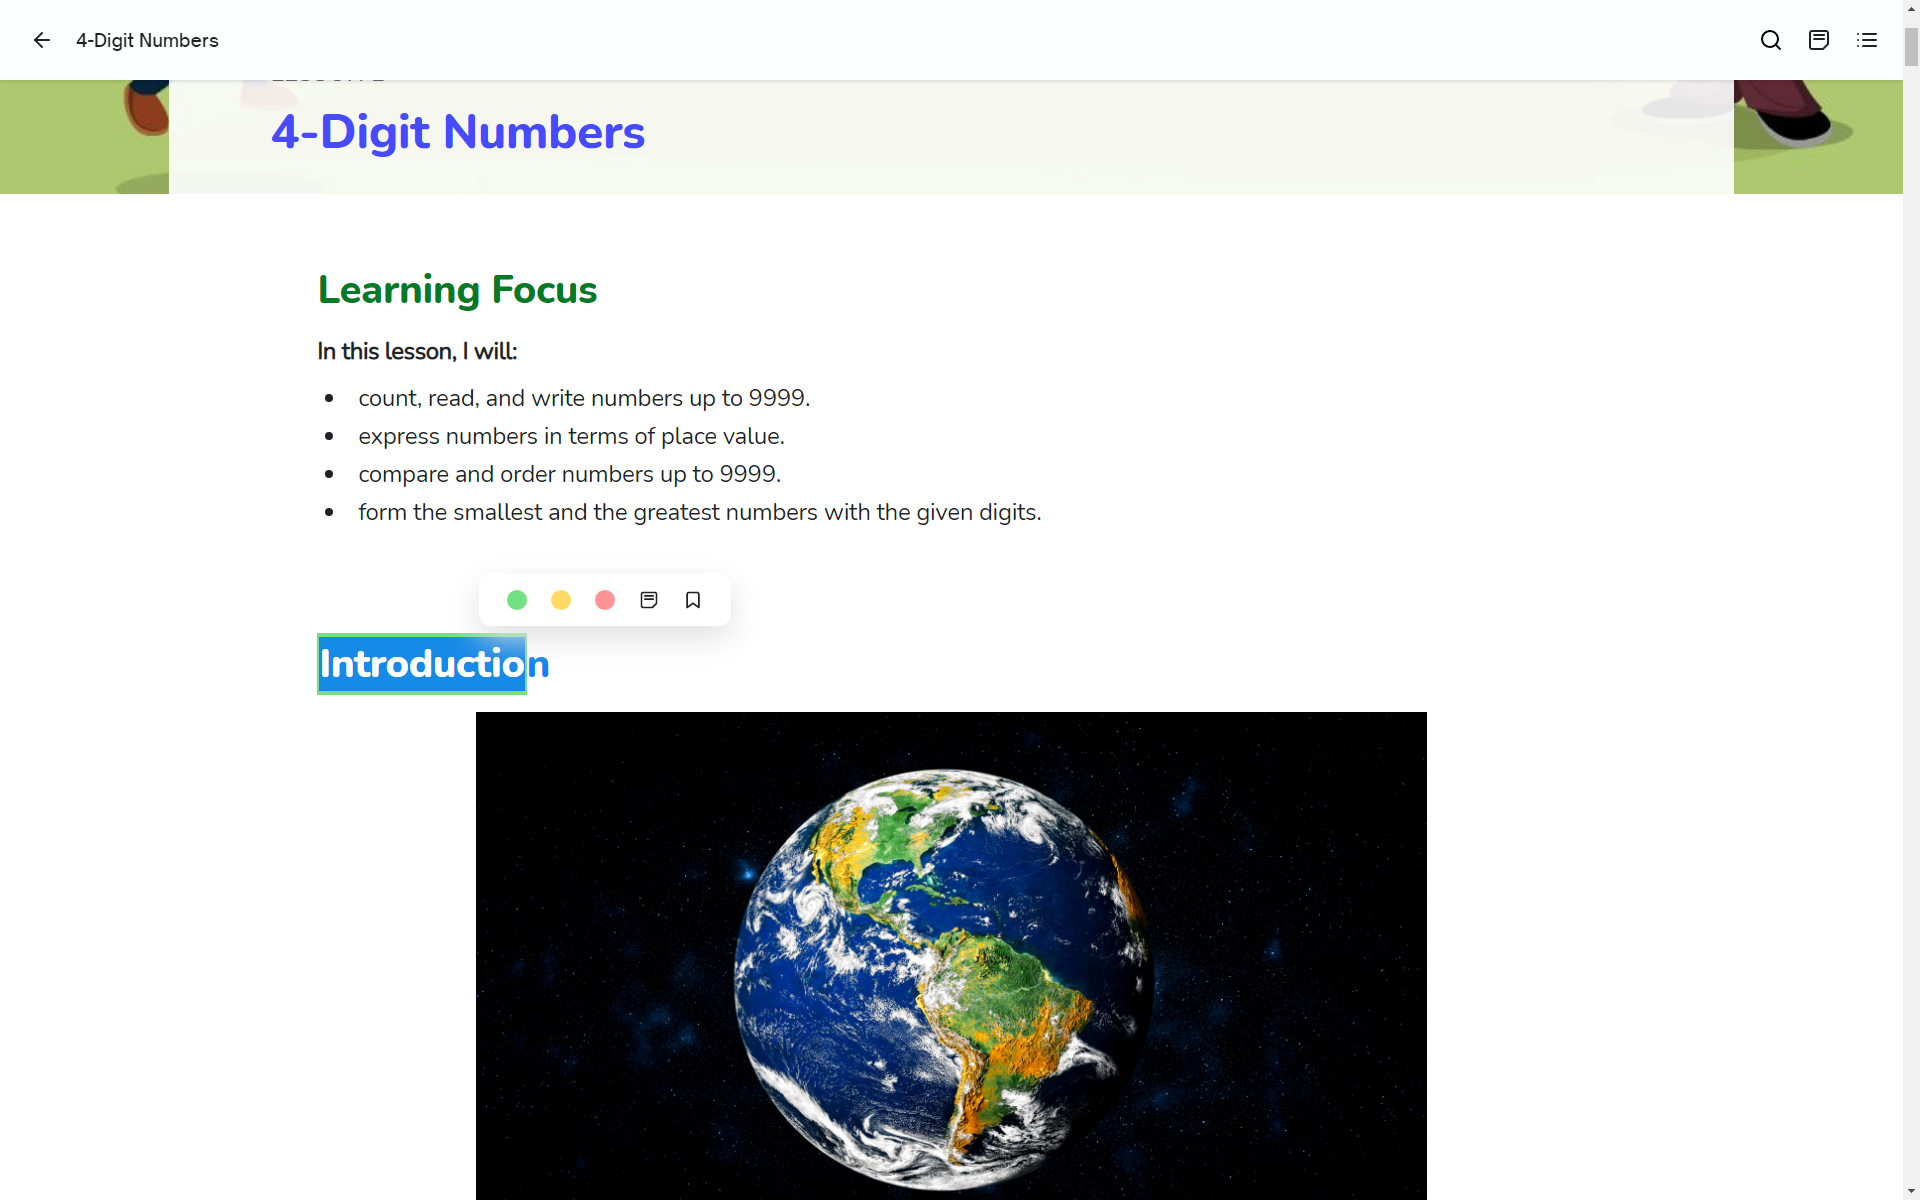 4-Digit Numbers
4-Digit Numbers
Learning Focus
In this lesson, I will:
• count, read, and write numbers up to 9999.
• express numbers in terms of place value.
• compare and order numbers up to 9999.
• form the smallest and the greatest numbers with the given digits.
Introduction